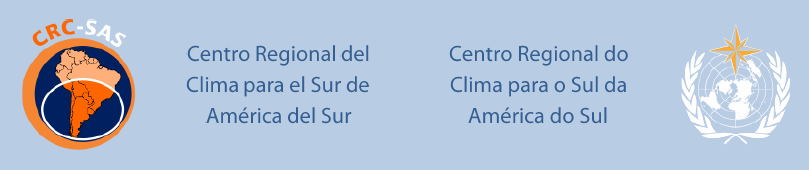 CRC-SAS
Centro Regional del
Clima para el Sur de
América del Sur
Centro Regional do
Clima para o Sul da
América do Sul